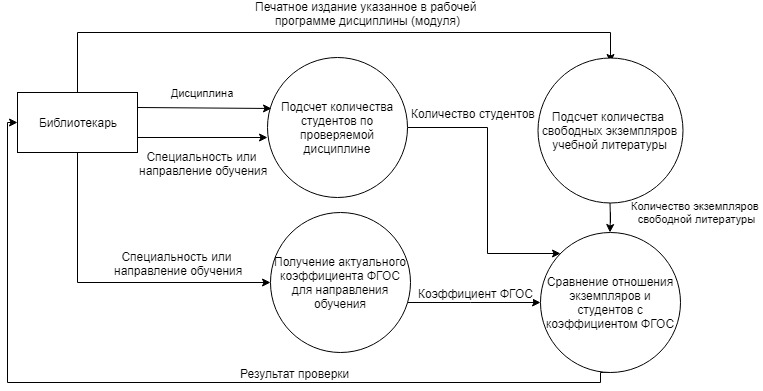 Печатное издание указанное в рабочей
программе дисциплины (модуля)
Дисциплина
Библиотекарь
Специальность или
направление обучения
Подсчет количества
студентов по
проверяемой
дисциплине
Количество студентов
Подсчет количества
свободных экземпляров
учебной литературы
Количество экземпляров
свободной литературы
Специальность или
направление обучения
Получение актуального
коэффициента ФГОС
для направления
обучения
Коэффициент ФГОС
Сравнение отношения
экземпляров и
студентов с
коэффициентом ФГОС
Результат проверки